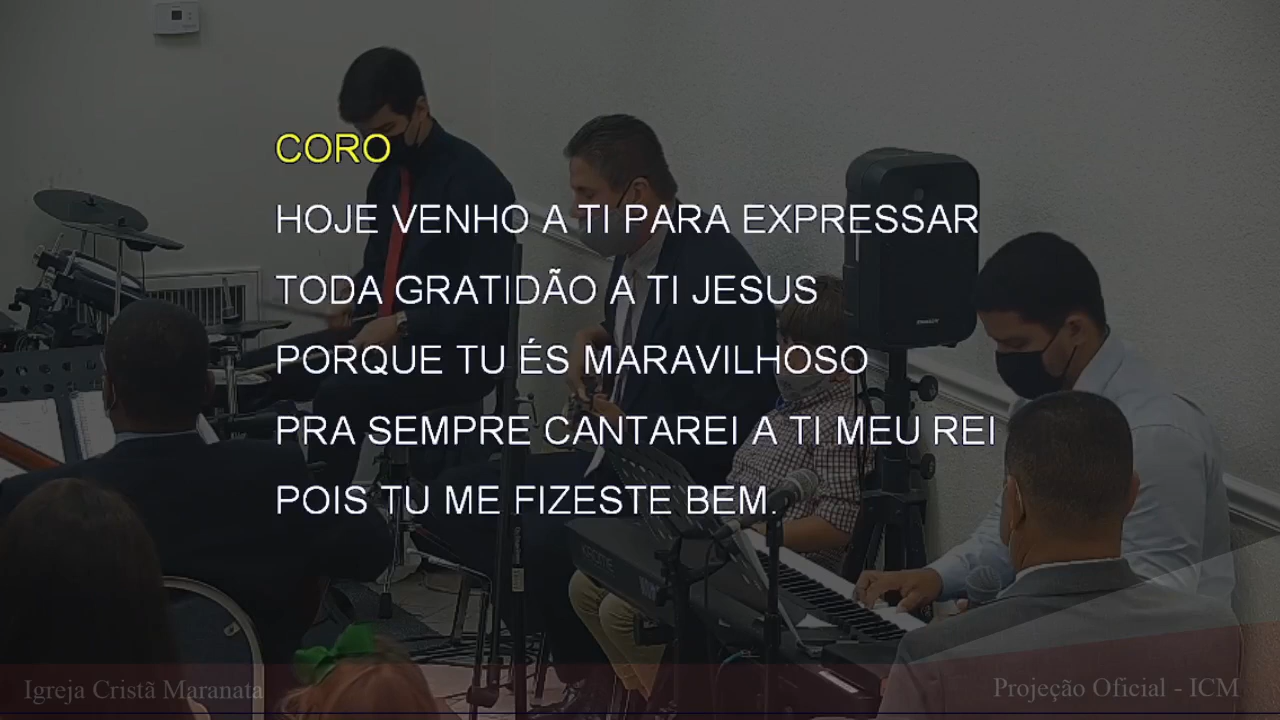 CORO
HOJE VENHO A TI PARA EXPRESSAR
TODA GRATIDÃO A TI JESUS
PORQUE TU ÉS MARAVILHOSO
PRA SEMPRE CANTAREI A TI MEU REI
POIS TU ME FIZESTE BEM.
Igreja Cristã Maranata
Projeção Oficial - ICM